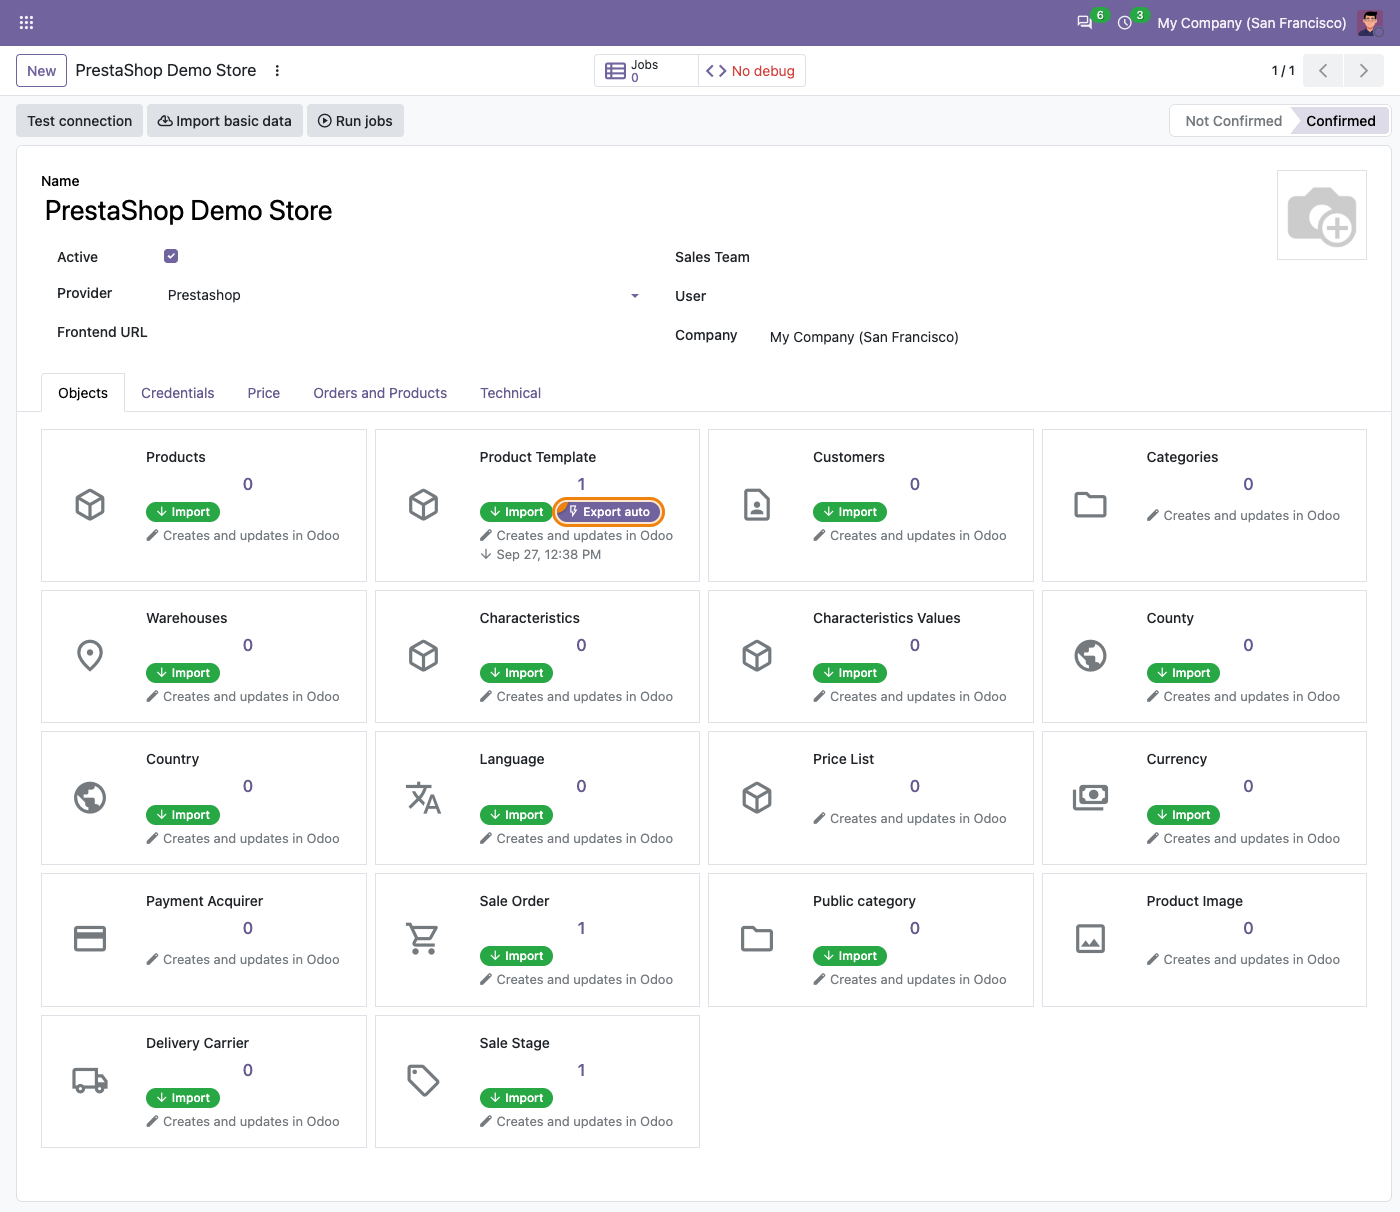 6 3 My Company (San Francisco)
New PrestaShop Demo Store Jobs 0 No debug 1 / 1
Test connection Import basic data Run jobs Not Confirmed Confirmed
Name
PrestaShop Demo Store
Active Sales Team
Provider Prestashop User
Frontend URL Company My Company (San Francisco)
Objects Credentials Price Orders and Products Technical
Products Product Template Customers Categories
0 1 0 0
Import Import Export auto Import
Creates and updates in Odoo Creates and updates in Odoo Creates and updates in Odoo Creates and updates in Odoo
Sep 27, 12:38 PM
Warehouses Characteristics Characteristics Values County
0 0 0 0
Import Import Import Import
Creates and updates in Odoo Creates and updates in Odoo Creates and updates in Odoo Creates and updates in Odoo
Country Language Price List Currency
0 0 0 0
Import Import Import
Creates and updates in Odoo Creates and updates in Odoo Creates and updates in Odoo Creates and updates in Odoo
Payment Acquirer Sale Order Public category Product Image
0 1 0 0
Import Import
Creates and updates in Odoo Creates and updates in Odoo Creates and updates in Odoo Creates and updates in Odoo
Delivery Carrier Sale Stage
0 1
Import Import
Creates and updates in Odoo Creates and updates in Odoo